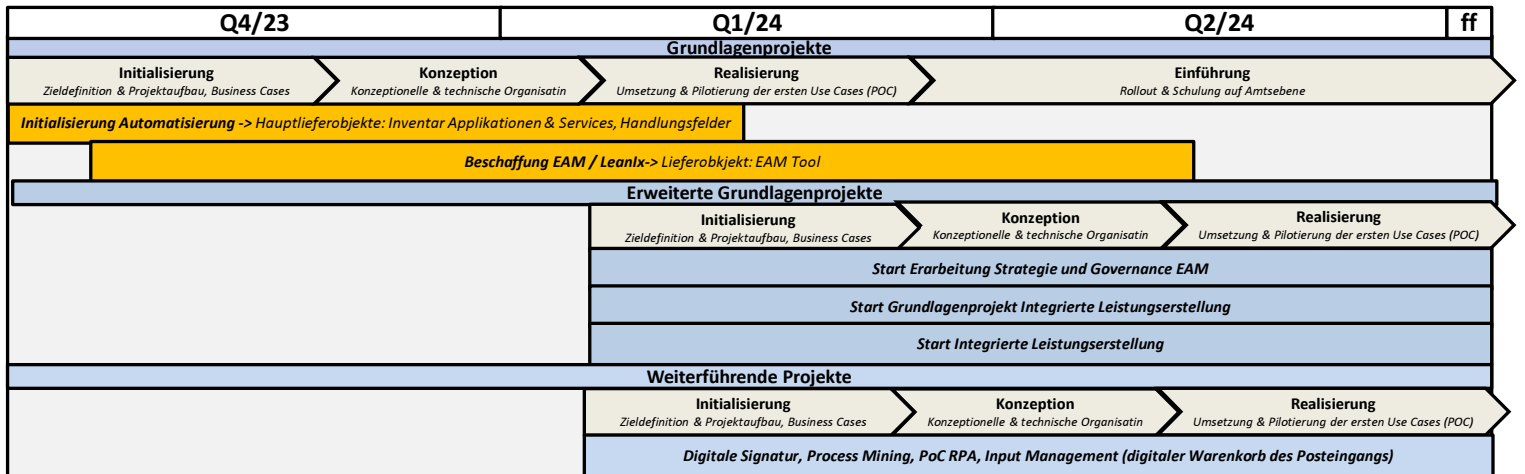 Q4/23 Q1/24 Q2/24 ff
Grundlagenprojekte
Initialisierung Konzeption Realisierung Einführung
Zieldefinition & Projektaufbau, Business Cases Konzeptionelle & technische Organisatin Umsetzung & Pilotierung der ersten Use Cases (POC) Rollout & Schulung auf Amtsebene
Initialisierung Automatisierung -> Hauptlieferobjekte: Inventar Applikationen & Services, Handlungsfelder
Beschaffung EAM / LeanIx-> Lieferobkjekt: EAM Tool
Erweiterte Grundlagenprojekte
Initialisierung Konzeption Realisierung
Zieldefinition & Projektaufbau, Business Cases Konzeptionelle & technische Organisatin Umsetzung & Pilotierung der ersten Use Cases (POC)
Start Erarbeitung Strategie und Governance EAM
Start Grundlagenprojekt Integrierte Leistungserstellung
Start Integrierte Leistungserstellung
Weiterführende Projekte
Initialisierung Konzeption Realisierung
Zieldefinition & Projektaufbau, Business Cases Konzeptionelle & technische Organisatin Umsetzung & Pilotierung der ersten Use Cases (POC)
Digitale Signatur, Process Mining, PoC RPA, Input Management (digitaler Warenkorb des Posteingangs)